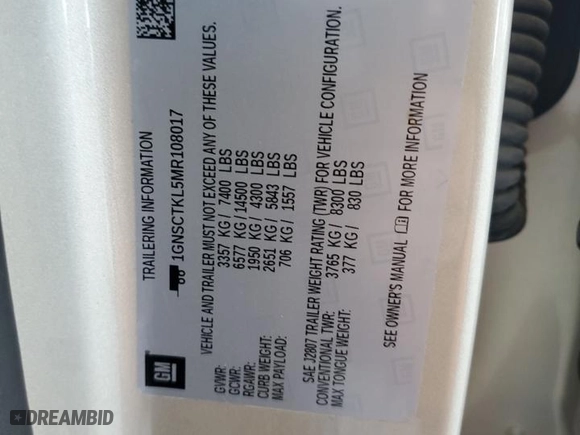 TRAILERING INFORMATION
1GNSCTKL5MR108017
VEHICLE AND TRAILER MUST NOT EXCEED ANY OF THESE VALUES.
GVWR: 3357 KG / 7400 LBS
GCWR: 6577 KG / 14500 LBS
RGAWR: 1950 KG / 4300 LBS
CURB WEIGHT: 2651 KG / 5843 LBS
MAX PAYLOAD: 706 KG / 1557 LBS
SAE J2807 TRAILER WEIGHT RATING (TWR) FOR VEHICLE CONFIGURATION.
CONVENTIONAL TWR: 3765 KG / 8300 LBS
MAX TONGUE WEIGHT: 377 KG / 830 LBS
SEE OWNER'S MANUAL FOR MORE INFORMATION
GM
DREAMBID